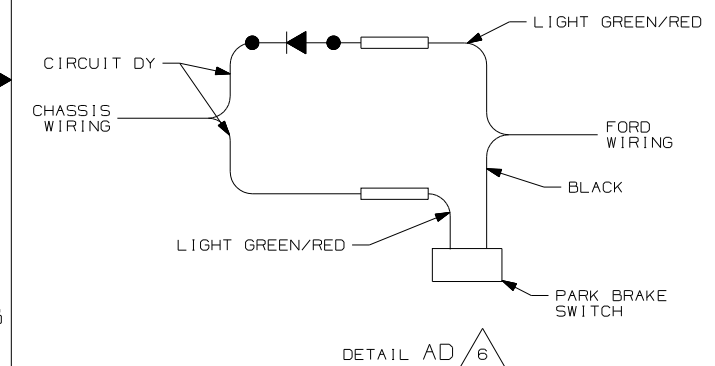 LIGHT GREEN/RED
CIRCUIT DY
CHASSIS
WIRING
FORD
WIRING
BLACK
LIGHT GREEN/RED
PARK BRAKE
SWITCH
DETAIL AD 6